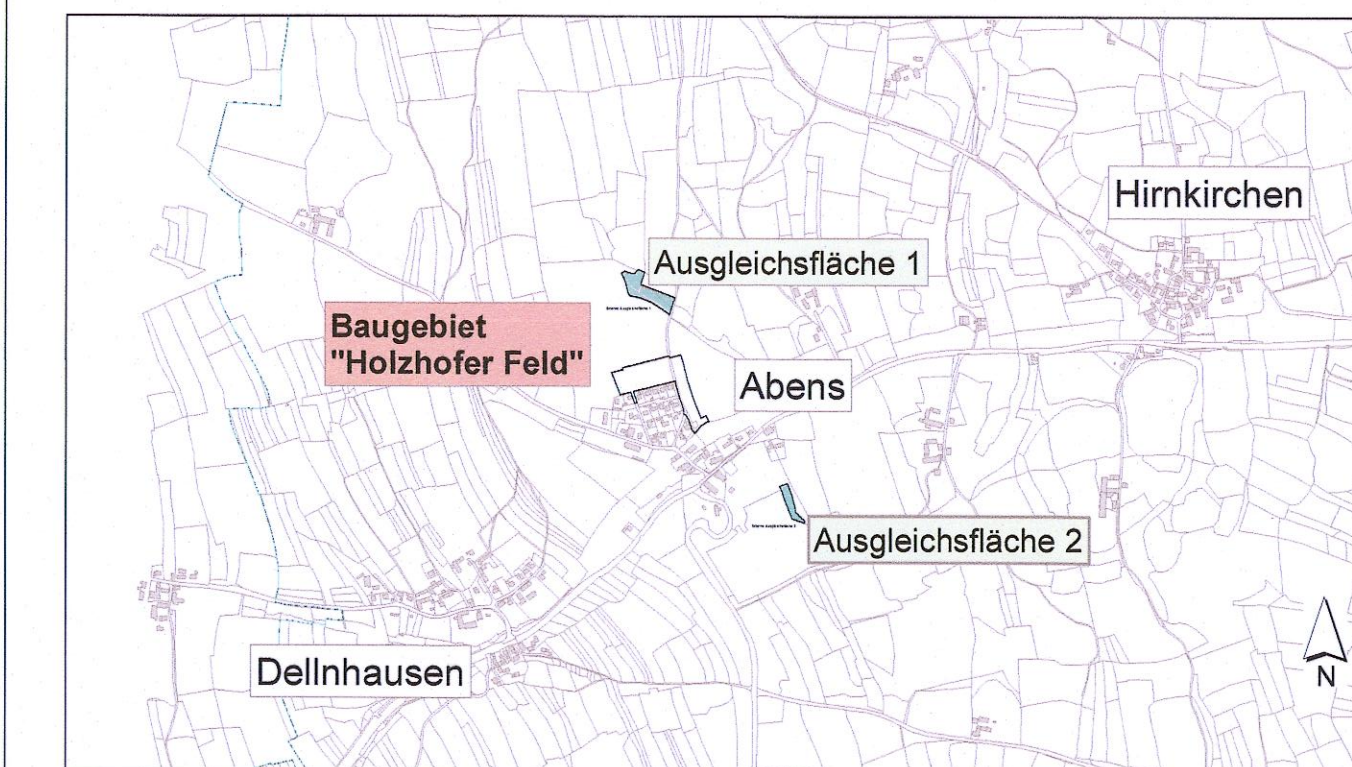 Hirnkirchen
Ausgleichsfläche 1
Baugebiet
"Holzhofer Feld"
Abens
Ausgleichsfläche 2
Dellnhausen
N